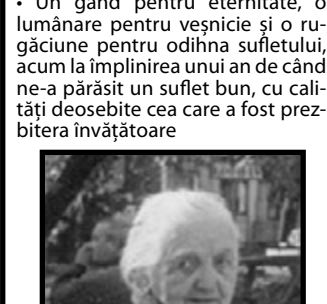 • Un gând pentru eternitate, o
lumânare pentru veșnicie și o ru-
găciune pentru odihna sufletului,
acum la împlinirea unui an de când
ne-a părăsit un suflet bun, cu cali-
tăți deosebite cea care a fost prez-
bitera învățătoare